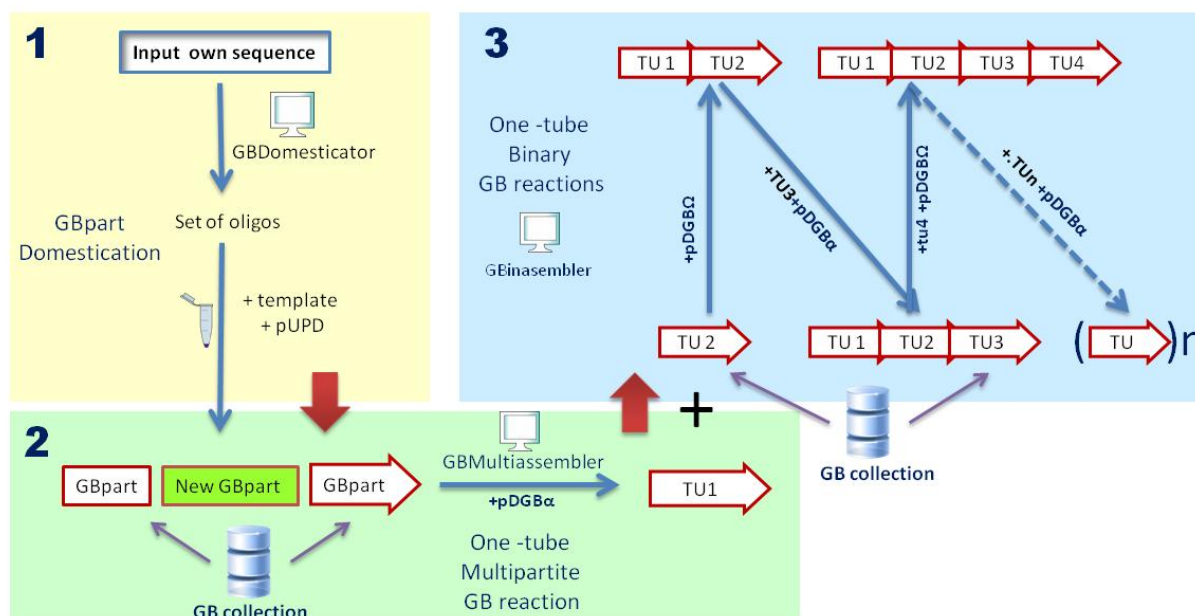 1
Input own sequence
GBDomesticator
GBpart
Domestication
Set of oligos
+ template
+ pUPD
2
GBpart
New GBpart
GBpart
GB collection
GBMultiassembler
+pDGBα
TU1
One -tube
Multipartite
GB reaction
3
TU 1
TU2
TU 1
TU2
TU3
TU4
One -tube
Binary
GB reactions
GBinasembler
+pDGBΩ
+TU3+pDGBα
+tu4 +pDGBΩ
+.TUn +pDGBα
TU 2
TU 1
TU2
TU3
(TU)n
+
GB collection